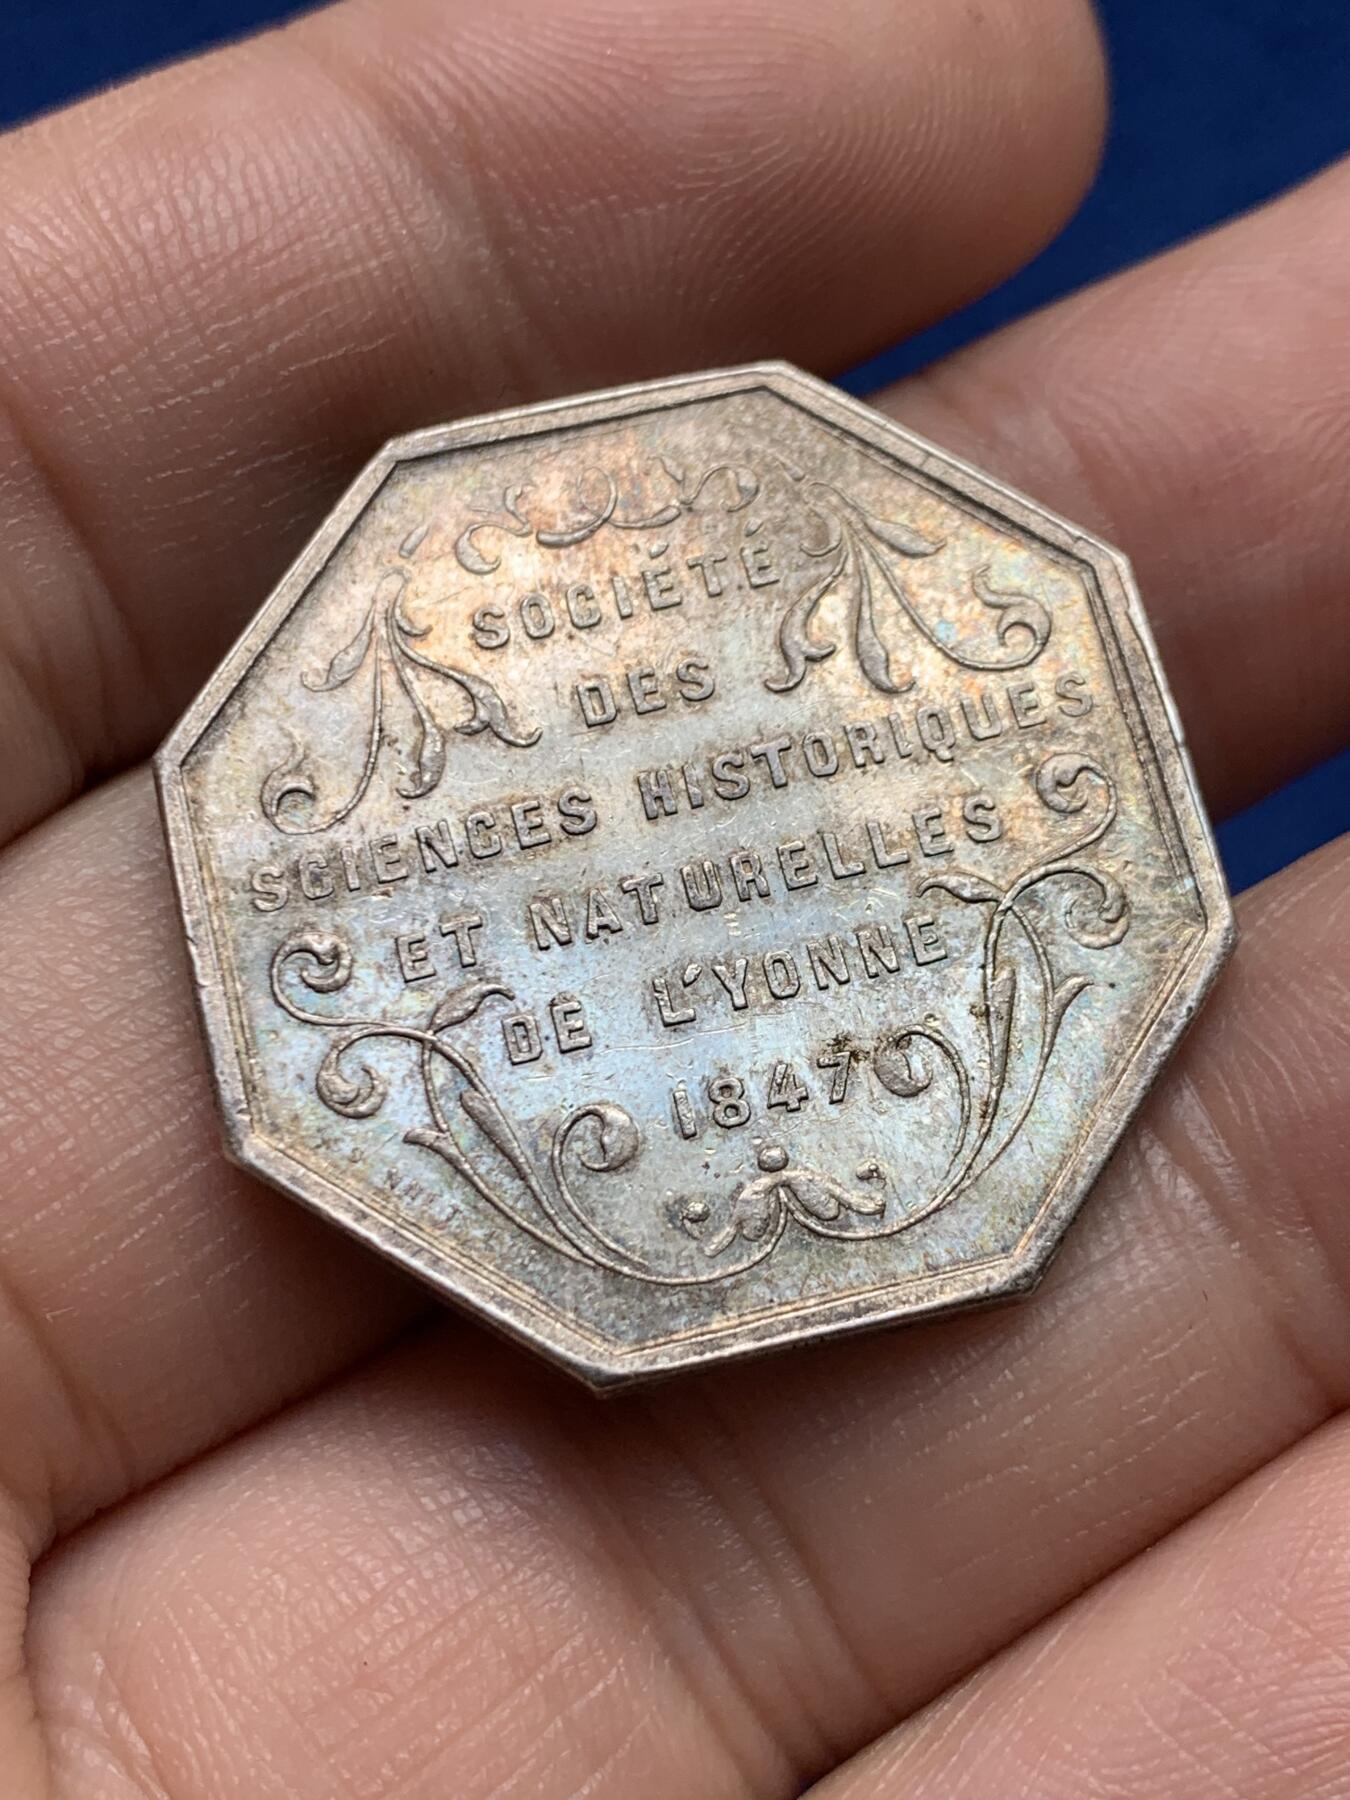 SOCIÉTÉ
DES
SCIENCES HISTORIQUES
ET NATURELLES
DE L'YONNE
1847